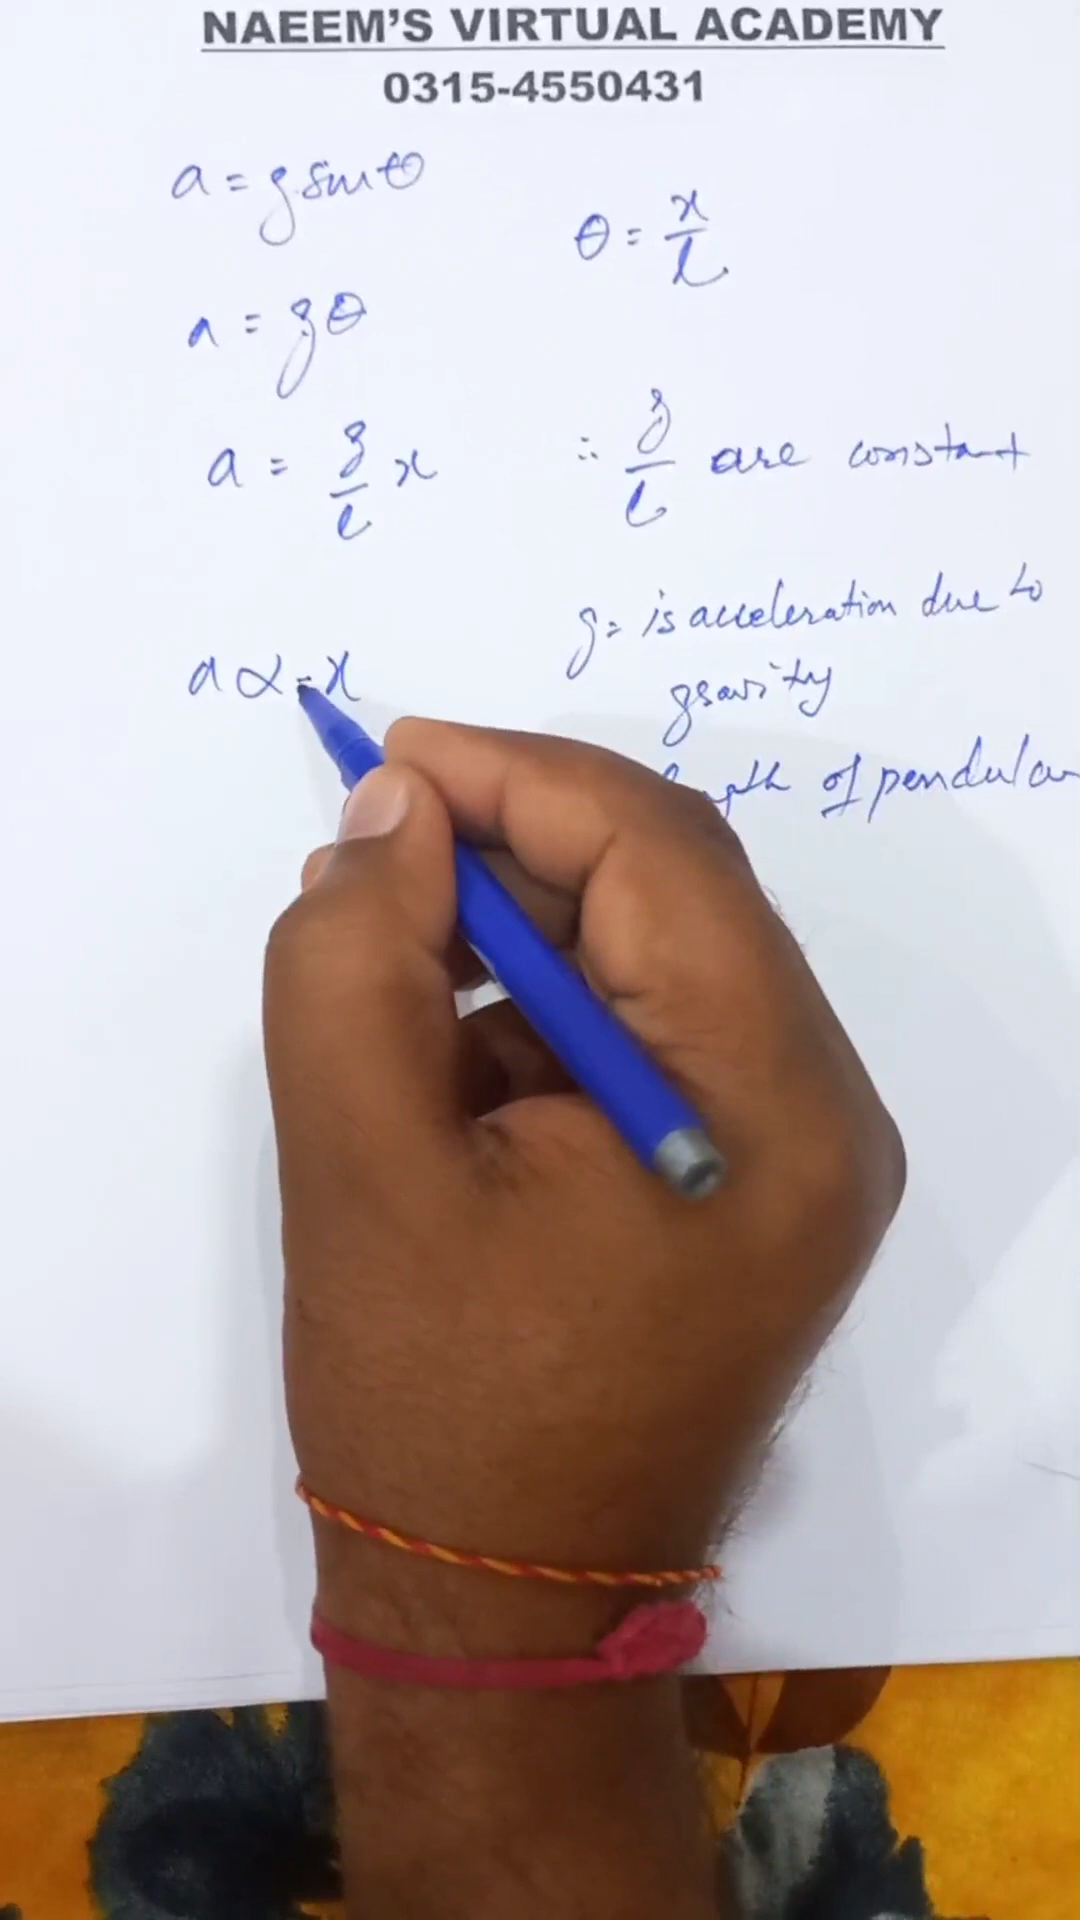 NAEEM'S VIRTUAL ACADEMY
0315-4550431
a = g sinθ
θ = x/l
a = gθ
a = g/l x
∴ g/l are constant
g = is acceleration due to
gravity
a ∝ -x
of pendulum